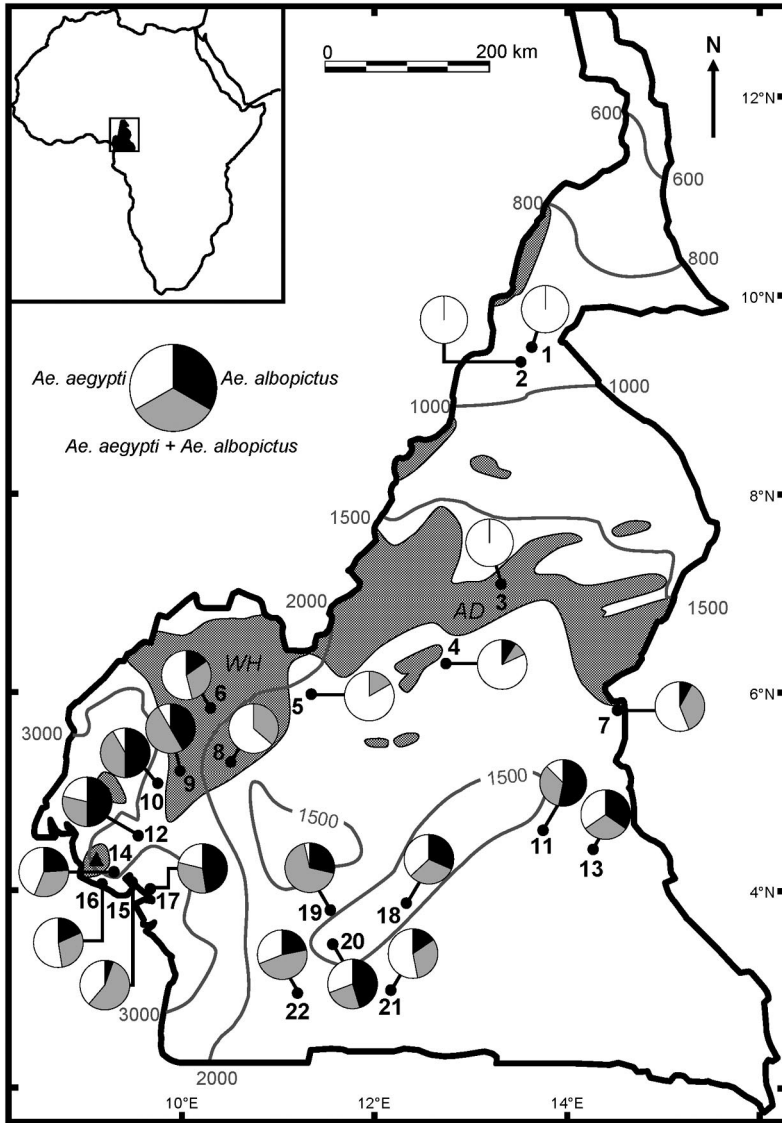 0 200 km
N
12°N
600
600
800
800
10°N
1
2
Ae. aegypti Ae. albopictus
Ae. aegypti + Ae. albopictus
1000
1000
8°N
1500
3
AD
1500
2000
WH
4
6
5
6°N
7
3000
8
9
10
1500
1500
11
12
13
14
16 15 17
4°N
19
18
20
22
21
3000
2000
10°E 12°E 14°E